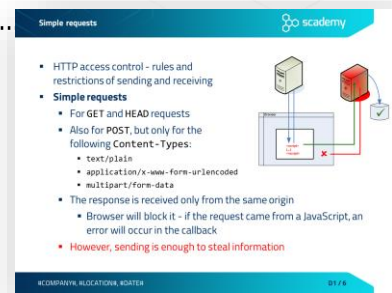 Simple requests
scademy
HTTP access control - rules and
restrictions of sending and receiving
Simple requests
For GET and HEAD requests
Also for POST, but only for the
following Content-Types:
text/plain
application/x-www-form-urlencoded
multipart/form-data
The response is received only from the same origin
Browser will block it - if the request came from a JavaScript, an
error will occur in the callback
However, sending is enough to steal information
#COMPANY#, #LOCATION#, #DATE#
D1 / 6